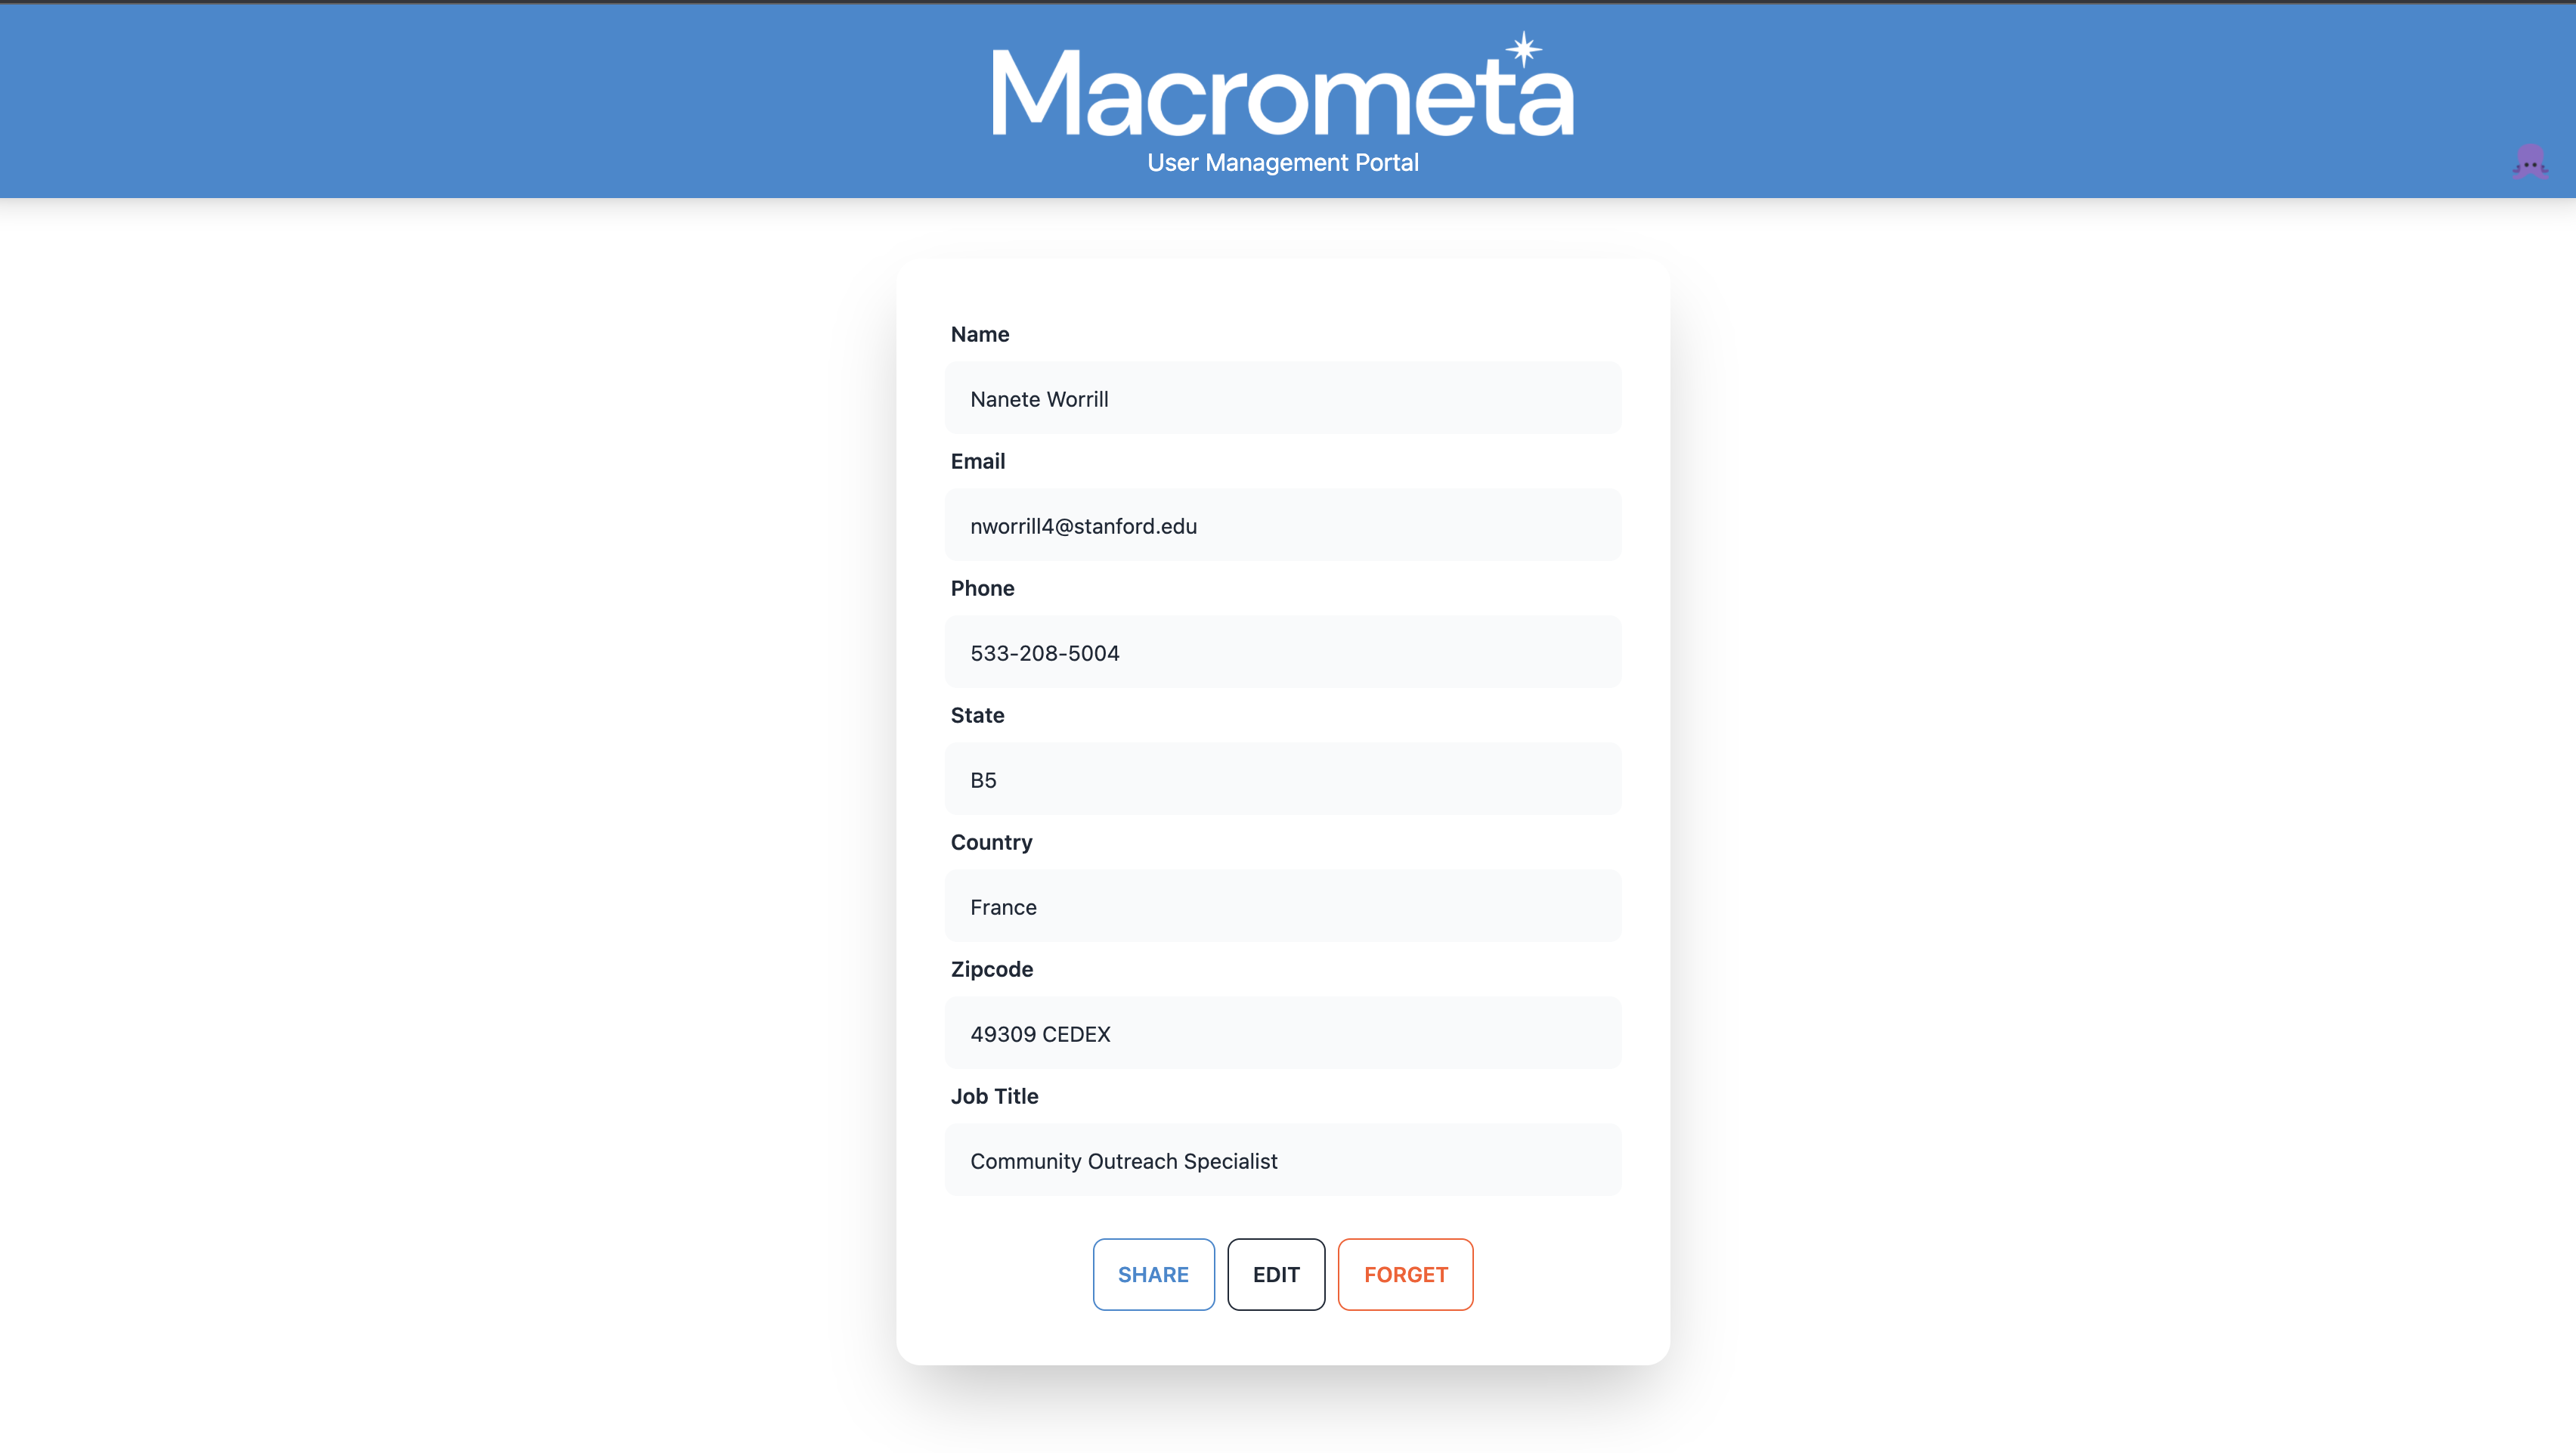 Macrometa
User Management Portal
Name
Nanete Worrill
Email
nworrill4@stanford.edu
Phone
533-208-5004
State
B5
Country
France
Zipcode
49309 CEDEX
Job Title
Community Outreach Specialist
SHARE EDIT FORGET